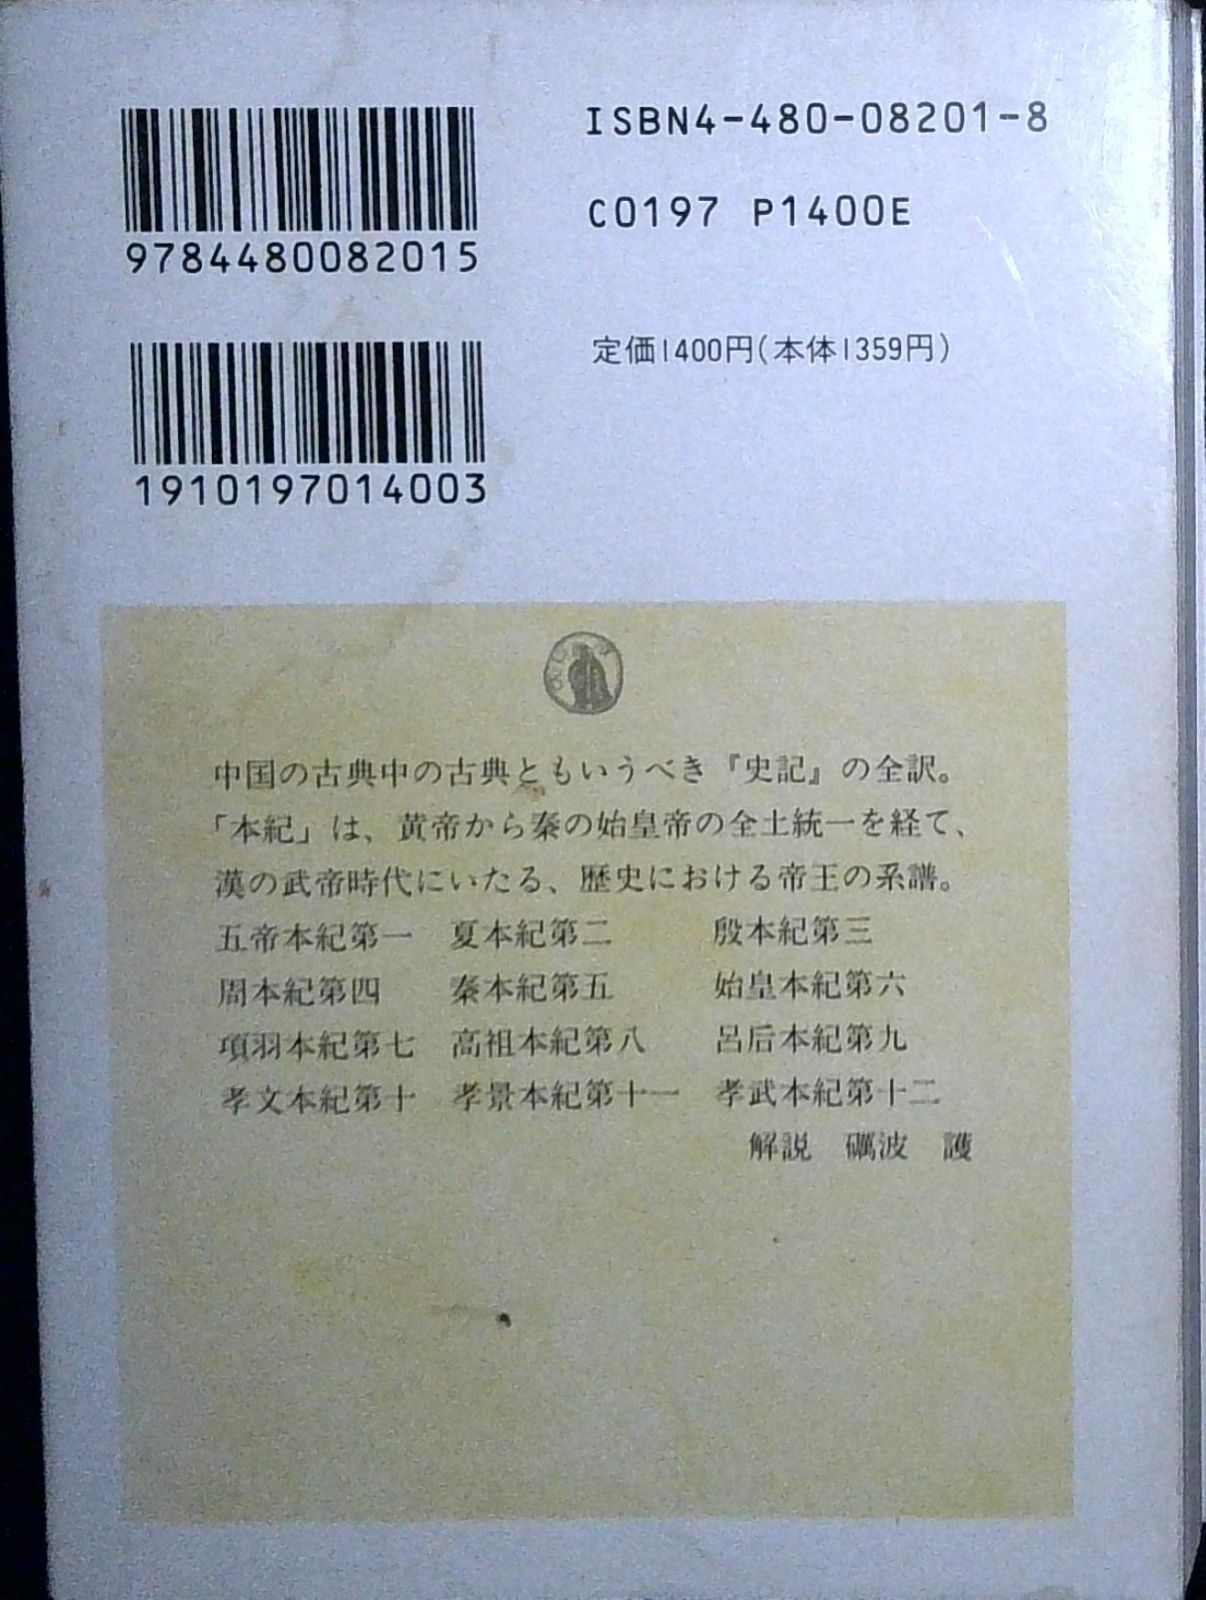 9784480082015
ISBN4-480-08201-8
C0197 P1400E
1910197014003
定価1400円(本体1359円)
中国の古典中の古典ともいうべき『史記』の全訳。
「本紀」は、黄帝から秦の始皇帝の全土統一を経て、
漢の武帝時代にいたる、歴史における帝王の系譜。
五帝本紀第一 夏本紀第二 殷本紀第三
周本紀第四 秦本紀第五 始皇本紀第六
項羽本紀第七 高祖本紀第八 呂后本紀第九
孝文本紀第十 孝景本紀第十一 孝武本紀第十二
解説 礪波 護